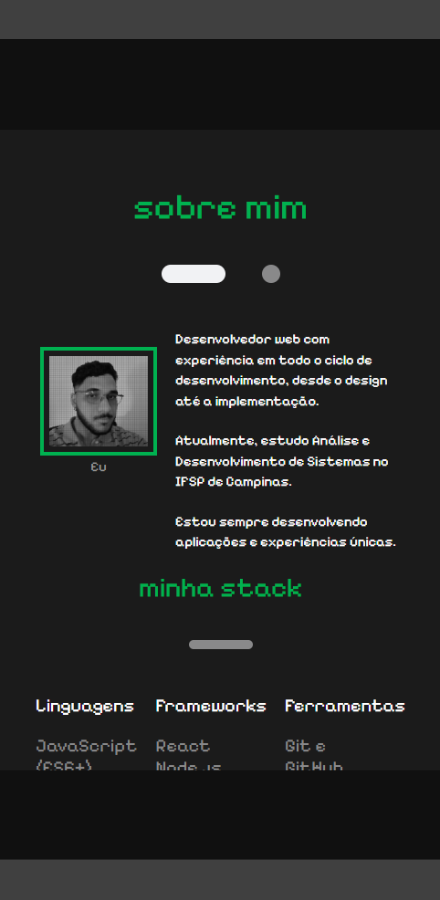 sobre mim
Desenvolvedor web com
experiência em todo o ciclo de
desenvolvimento, desde o design
até a implementação.
Atualmente, estudo Análise e
Desenvolvimento de Sistemas no
IFSP de Campinas.
Estou sempre desenvolvendo
aplicações e experiências únicas.
Eu
minha stack
Linguagens Frameworks Ferramentas
JavaScript React Git e
(ES6+) Node.js GitHub